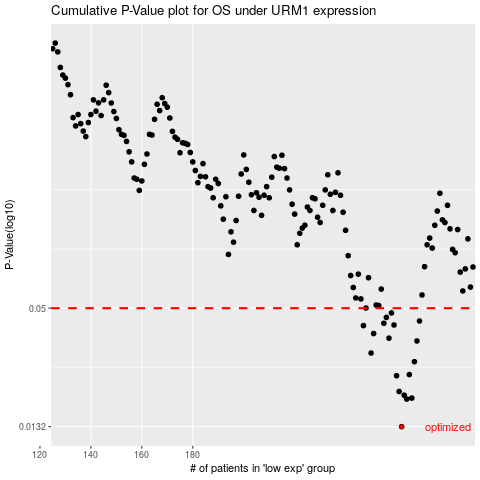 Cumulative P-Value plot for OS under URM1 expression
P-Value(log10)
0.05
0.0132
optimized
120 140 160 180
# of patients in 'low exp' group